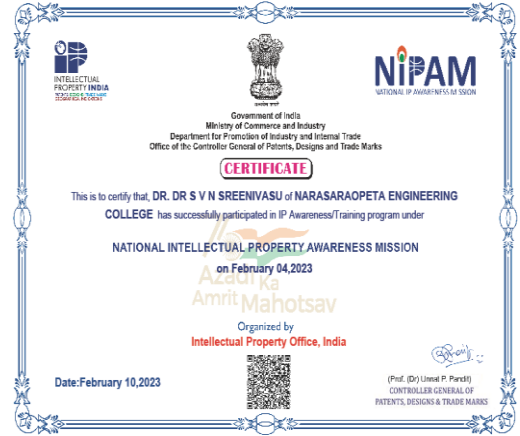 INTELLECTUAL
PROPERTY INDIA
NiPAM
NATIONAL IP AWARENESS MISSION
सत्यमेव जयते
Government of India
Ministry of Commerce and Industry
Department for Promotion of Industry and Internal Trade
Office of the Controller General of Patents, Designs and Trade Marks
CERTIFICATE
This is to certify that, DR. DR S V N SREENIVASU of NARASARAOPETA ENGINEERING
COLLEGE has successfully participated in IP Awareness/Training program under
NATIONAL INTELLECTUAL PROPERTY AWARENESS MISSION
on February 04,2023
Azadi Ka
Amrit Mahotsav
Organized by
Intellectual Property Office, India
Date:February 10,2023
(Prof. (Dr) Unnat P. Pandit)
CONTROLLER GENERAL OF
PATENTS, DESIGNS & TRADE MARKS